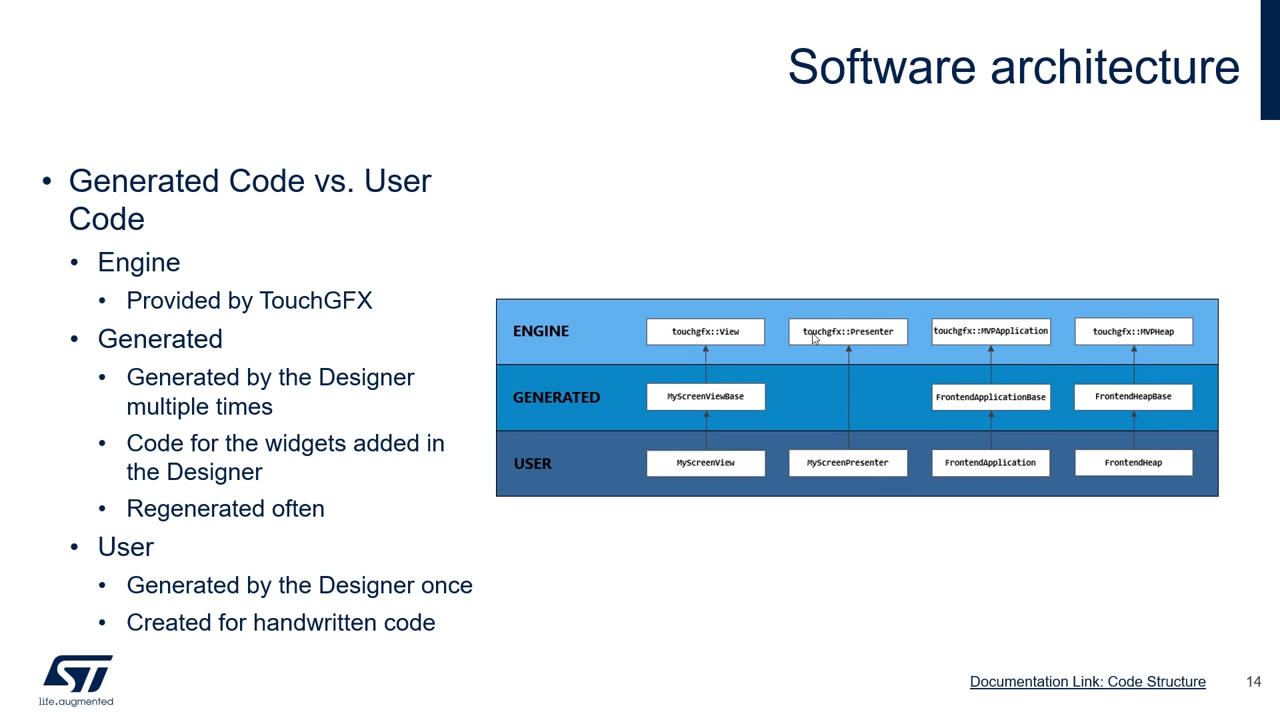 Software architecture
• Generated Code vs. User
Code
• Engine
• Provided by TouchGFX
• Generated
• Generated by the Designer
multiple times
• Code for the widgets added in
the Designer
• Regenerated often
• User
• Generated by the Designer once
• Created for handwritten code
ENGINE
touchgfx::View
touchgfx::Presenter
touchgfx::MVPApplication
touchgfx::MVPHeap
GENERATED
MyScreenViewBase
FrontendApplicationBase
FrontendHeapBase
USER
MyScreenView
MyScreenPresenter
FrontendApplication
FrontendHeap
ST
life.augmented
Documentation Link: Code Structure
14